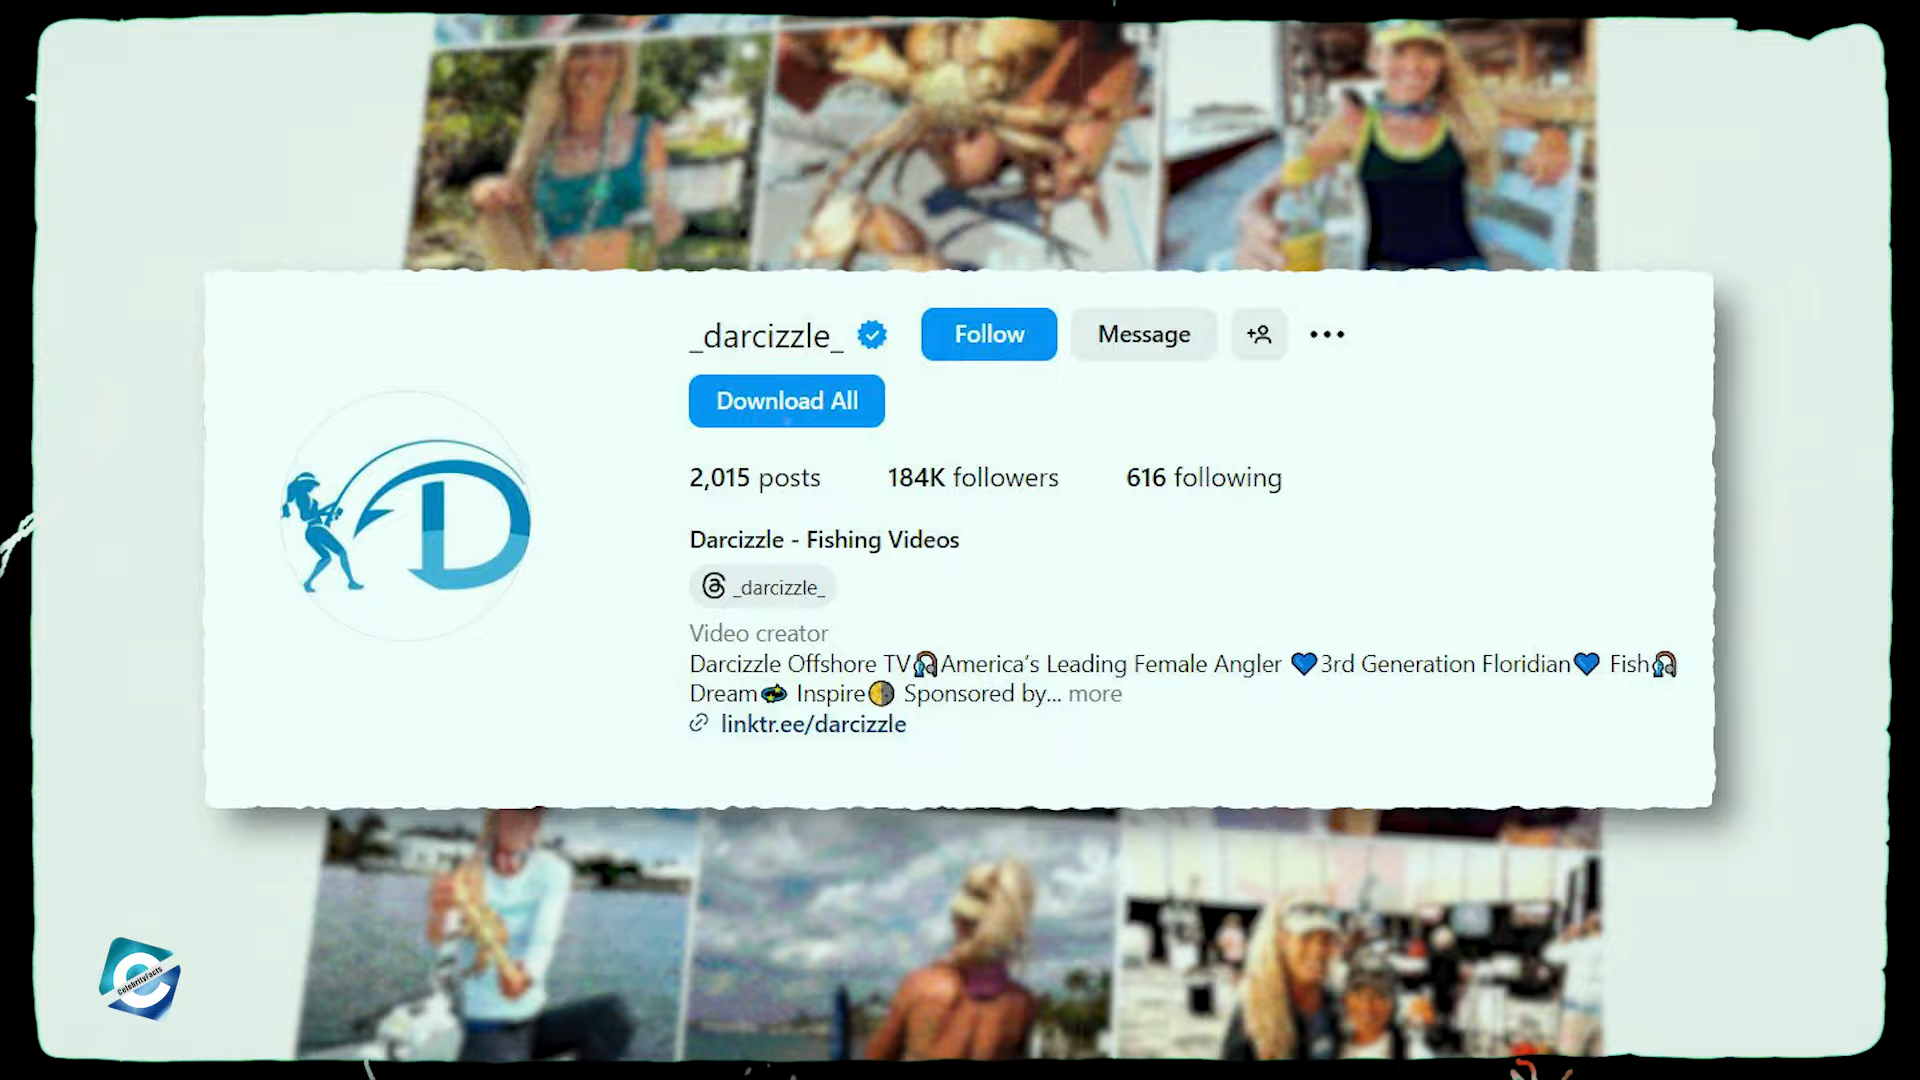 _darcizzle_ Follow Message
Download All
2,015 posts 184K followers 616 following
Darcizzle - Fishing Videos
_darcizzle_
Video creator
Darcizzle Offshore TV🎣America's Leading Female Angler 💙3rd Generation Floridian💙 Fish🎣
Dream🐠 Inspire🌗 Sponsored by... more
linktr.ee/darcizzle
CelebrityFacts